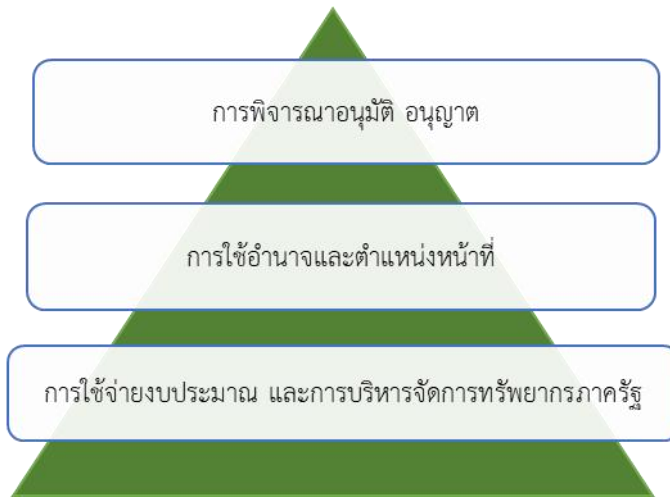 การพิจารณาอนุมัติ อนุญาต
การใช้อำนาจและตำแหน่งหน้าที่
การใช้จ่ายงบประมาณ และการบริหารจัดการทรัพยากรภาครัฐ